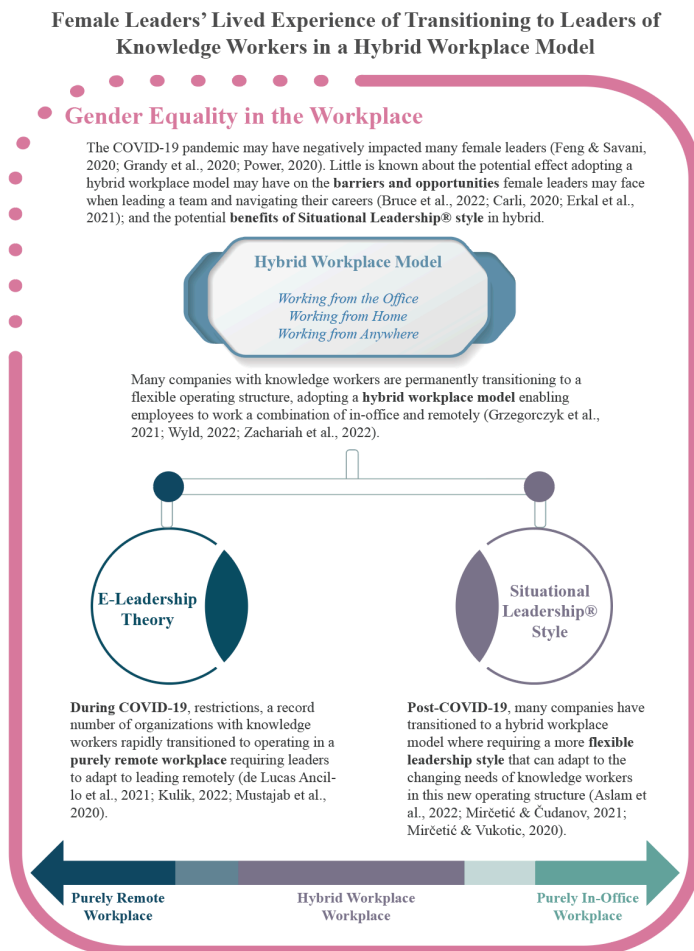 Female Leaders' Lived Experience of Transitioning to Leaders of
Knowledge Workers in a Hybrid Workplace Model
Gender Equality in the Workplace
The COVID-19 pandemic may have negatively impacted many female leaders (Feng & Savani,
2020; Grandy et al., 2020; Power, 2020). Little is known about the potential effect adopting a
hybrid workplace model may have on the barriers and opportunities female leaders may face
when leading a team and navigating their careers (Bruce et al., 2022; Carli, 2020; Erkal et al.,
2021); and the potential benefits of Situational Leadership® style in hybrid.
Hybrid Workplace Model
Working from the Office
Working from Home
Working from Anywhere
Many companies with knowledge workers are permanently transitioning to a
flexible operating structure, adopting a hybrid workplace model enabling
employees to work a combination of in-office and remotely (Grzegorczyk et al.,
2021; Wyld, 2022; Zachariah et al., 2022).
E-Leadership
Theory
Situational
Leadership®
Style
During COVID-19, restrictions, a record
number of organizations with knowledge
workers rapidly transitioned to operating in a
purely remote workplace requiring leaders
to adapt to leading remotely (de Lucas Ancil-
lo et al., 2021; Kulik, 2022; Mustajab et al.,
2020).
Post-COVID-19, many companies have
transitioned to a hybrid workplace
model where requiring a more flexible
leadership style that can adapt to the
changing needs of knowledge workers
in this new operating structure (Aslam
et al., 2022; Mirčetić & Čudanov, 2021;
Mirčetić & Vukotic, 2020).
Purely Remote
Workplace
Hybrid Workplace
Workplace
Purely In-Office
Workplace